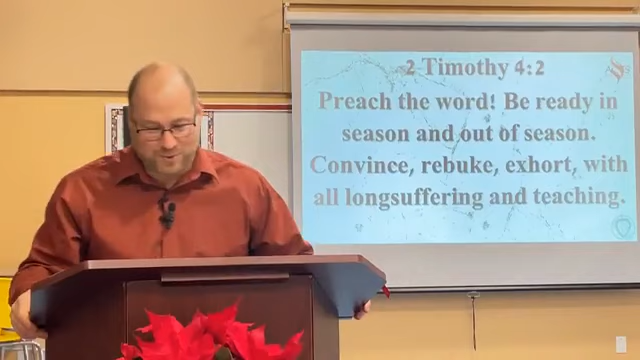 2 Timothy 4:2
Preach the word! Be ready in
season and out of season.
Convince, rebuke, exhort, with
all longsuffering and teaching.